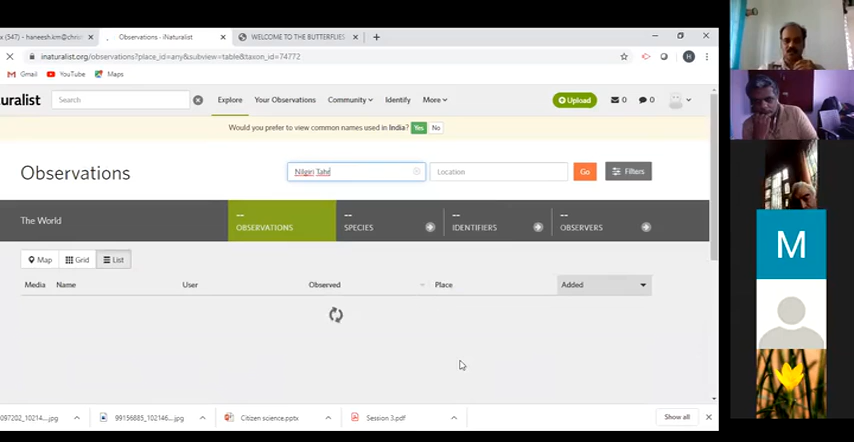 (547) - haneesh.km@chris
Observations · iNaturalist
WELCOME TO THE BUTTERFLIES
inaturalist.org/observations?place_id=any&subview=table&taxon_id=74772
Gmail YouTube Maps
uralist Search Explore Your Observations Community Identify More Upload 0 0
Would you prefer to view common names used in India? Yes No
Observations Nilgiri Tahr Location Go Filters
The World
-- OBSERVATIONS
-- SPECIES
-- IDENTIFIERS
-- OBSERVERS
Map Grid List
Media Name User Observed Place Added
097202_10214....jpg 99156885_102146....jpg Citizen science.pptx Session 3.pdf Show all
M
H